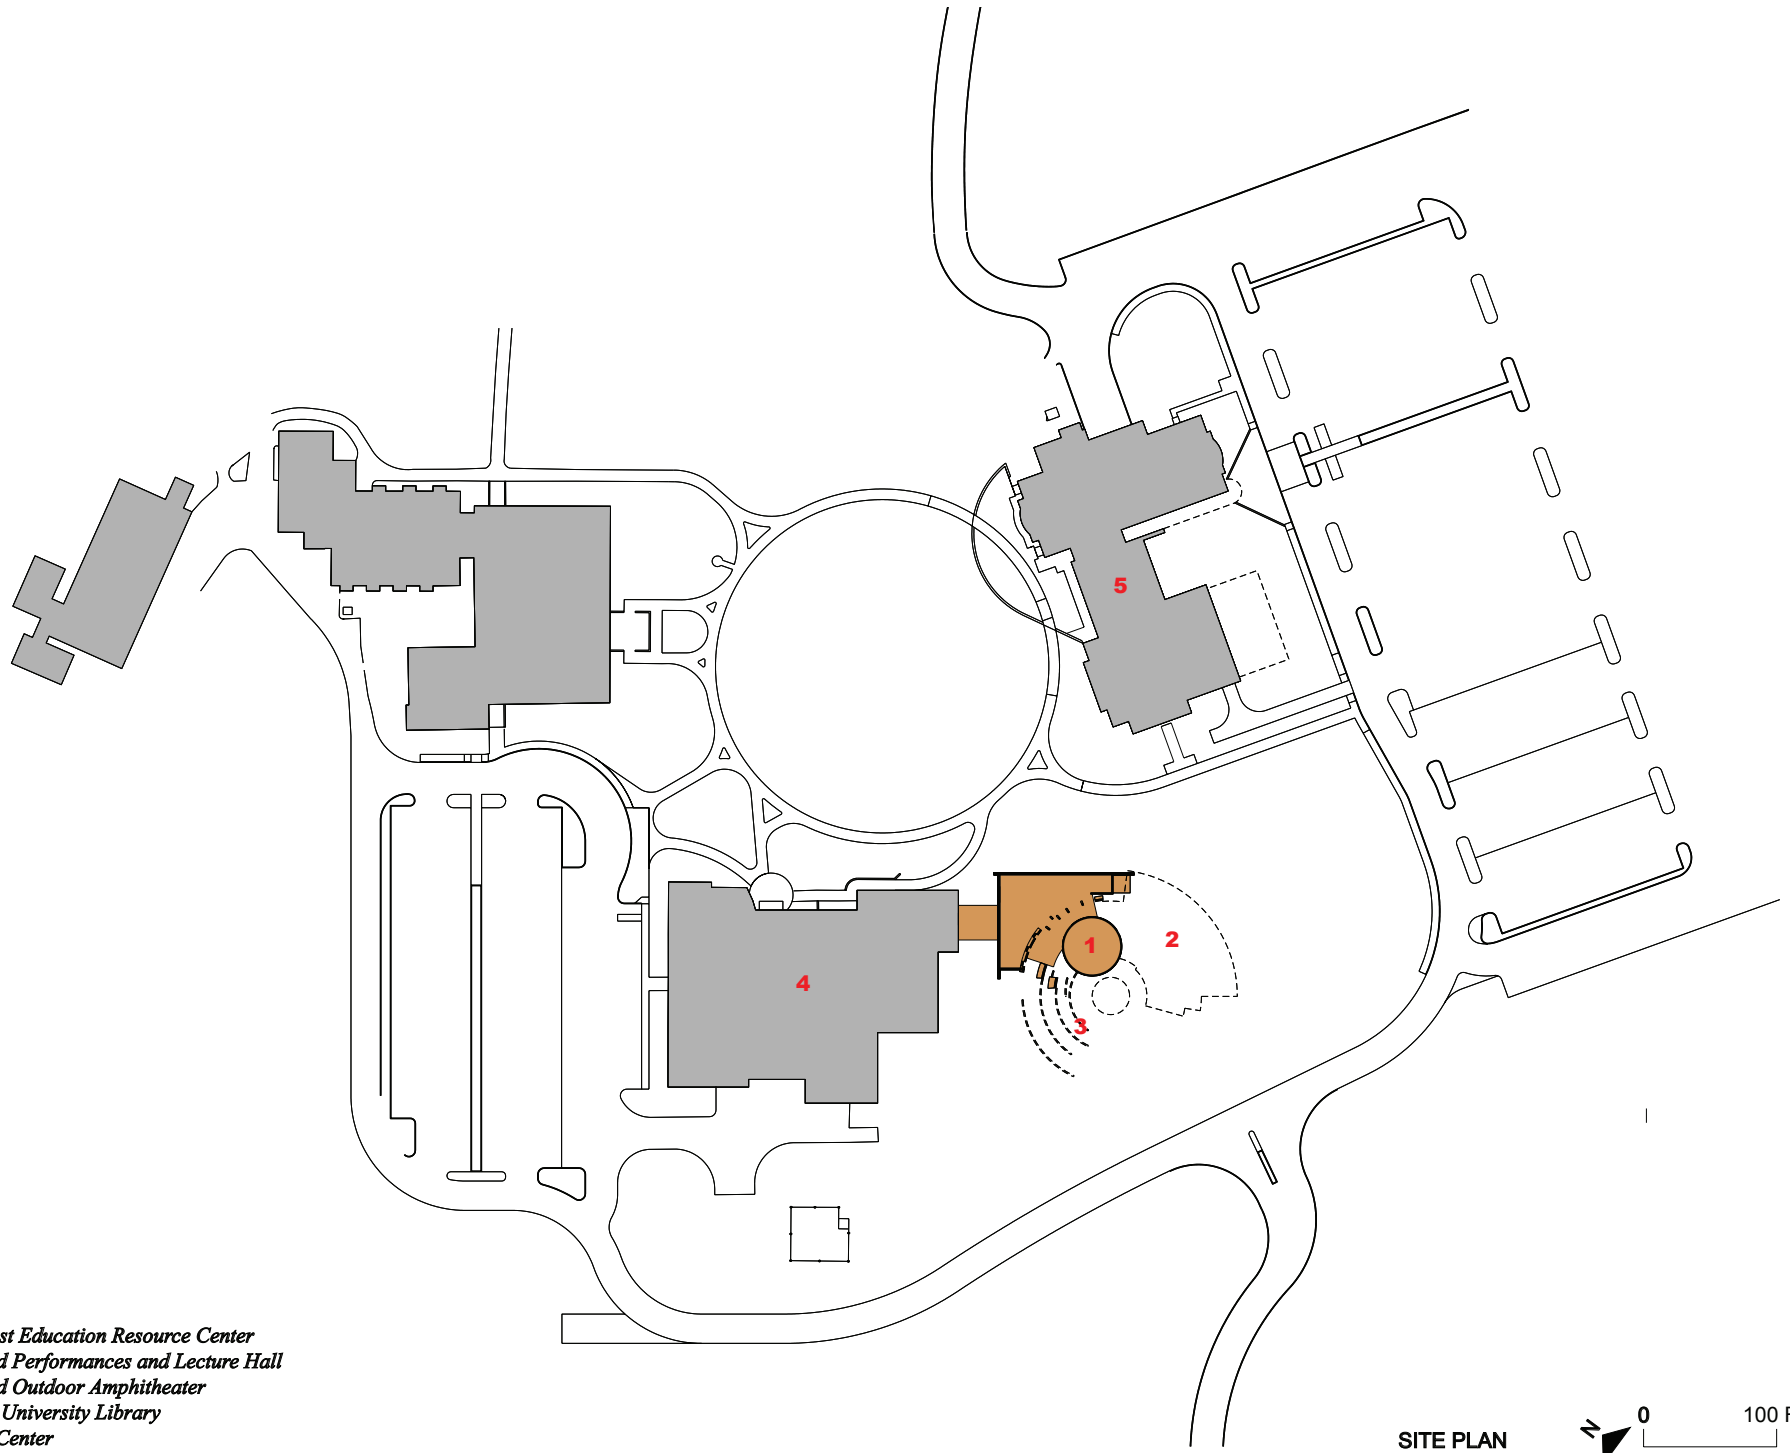 5
1
2
4
3
st Education Resource Center
d Performances and Lecture Hall
d Outdoor Amphitheater
University Library
Center
SITE PLAN
N
0
100 F